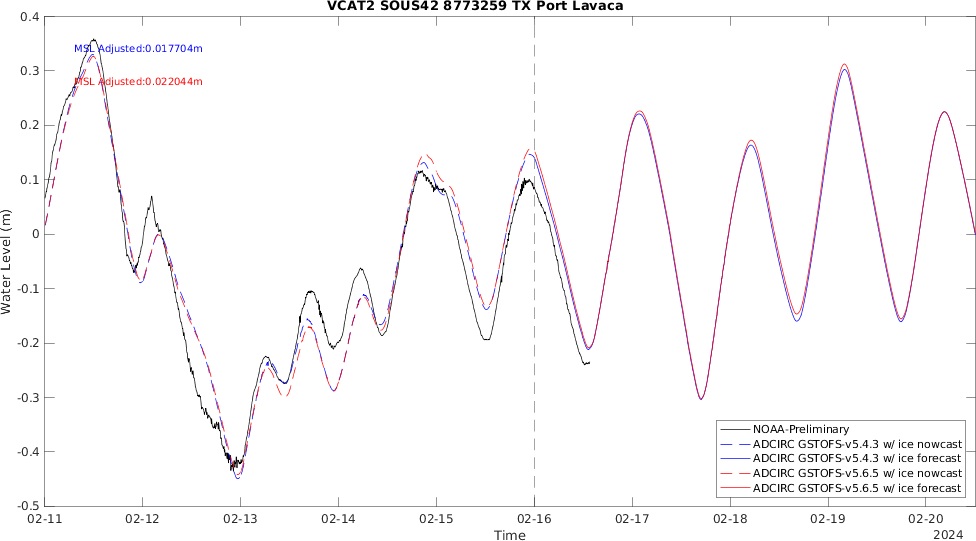 VCAT2 SOUS42 8773259 TX Port Lavaca
0.4
MSL Adjusted:0.017704m
0.3
MSL Adjusted:0.022044m
0.2
0.1
0
-0.1
-0.2
-0.3
-0.4
-0.5
Water Level (m)
NOAA-Preliminary
ADCIRC GSTOFS-v5.4.3 w/ ice nowcast
ADCIRC GSTOFS-v5.4.3 w/ ice forecast
ADCIRC GSTOFS-v5.6.5 w/ ice nowcast
ADCIRC GSTOFS-v5.6.5 w/ ice forecast
02-11 02-12 02-13 02-14 02-15 02-16 02-17 02-18 02-19 02-20
Time
2024